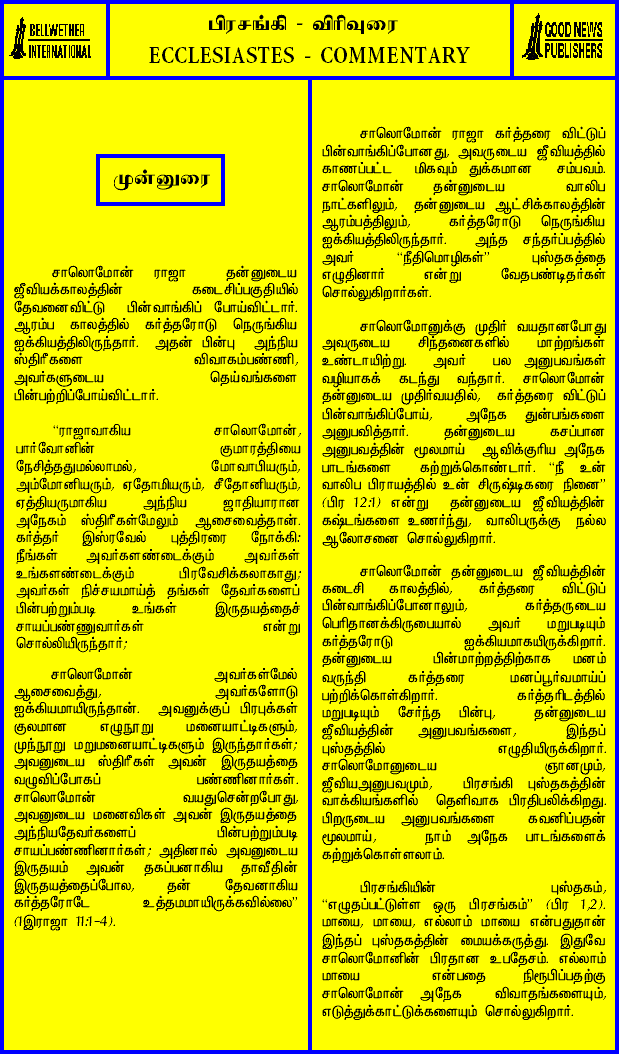 BELLWETHER
INTERNATIONAL
பிரசங்கி - விரிவுரை
ECCLESIASTES - COMMENTARY
GOOD NEWS
PUBLISHERS
முன்னுரை
சாலொமோன் ராஜா தன்னுடைய
ஜீவியக்காலத்தின் கடைசிப்பகுதியில்
தேவனைவிட்டு பின்வாங்கிப் போய்விட்டார்.
ஆரம்ப காலத்தில் கர்த்தரோடு நெருங்கிய
ஐக்கியத்திலிருந்தார். அதன் பின்பு அந்நிய
ஸ்திரீகளை விவாகம்பண்ணி,
அவர்களுடைய தெய்வங்களை
பின்பற்றிப்போய்விட்டார்.
“ராஜாவாகிய சாலொமோன்,
பார்வோனின் குமாரத்தியை
நேசித்ததுமல்லாமல், மோவாபியரும்,
அம்மோனியரும், ஏதோமியரும், சீதோனியரும்,
ஏத்தியருமாகிய அந்நிய ஜாதியாரான
அநேகம் ஸ்திரீகள்மேலும் ஆசைவைத்தான்.
கர்த்தர் இஸ்ரவேல் புத்திரரை நோக்கி:
நீங்கள் அவர்களண்டைக்கும் அவர்கள்
உங்களண்டைக்கும் பிரவேசிக்கலாகாது;
அவர்கள் நிச்சயமாய்த் தங்கள் தேவர்களைப்
பின்பற்றும்படி உங்கள் இருதயத்தைச்
சாயப்பண்ணுவார்கள் என்று
சொல்லியிருந்தார்;
சாலொமோன் அவர்கள்மேல்
ஆசைவைத்து, அவர்களோடு
ஐக்கியமாயிருந்தான். அவனுக்குப் பிரபுக்கள்
குலமான எழுநூறு மனையாட்டிகளும்,
முந்நூறு மறுமனையாட்டிகளும் இருந்தார்கள்;
அவனுடைய ஸ்திரீகள் அவன் இருதயத்தை
வழுவிப்போகப் பண்ணினார்கள்.
சாலொமோன் வயதுசென்றபோது,
அவனுடைய மனைவிகள் அவன் இருதயத்தை
அந்நியதேவர்களைப் பின்பற்றும்படி
சாயப்பண்ணினார்கள்; அதினால் அவனுடைய
இருதயம் அவன் தகப்பனாகிய தாவீதின்
இருதயத்தைப்போல, தன் தேவனாகிய
கர்த்தரோடே உத்தமமாயிருக்கவில்லை”
(1இராஜா 11:1-4).
சாலொமோன் ராஜா கர்த்தரை விட்டுப்
பின்வாங்கிப்போனது, அவருடைய ஜீவியத்தில்
காணப்பட்ட மிகவும் துக்கமான சம்பவம்.
சாலொமோன் தன்னுடைய வாலிப
நாட்களிலும், தன்னுடைய ஆட்சிக்காலத்தின்
ஆரம்பத்திலும், கர்த்தரோடு நெருங்கிய
ஐக்கியத்திலிருந்தார். அந்த சந்தர்ப்பத்தில்
அவர் “நீதிமொழிகள்” புஸ்தகத்தை
எழுதினார் என்று வேதபண்டிதர்கள்
சொல்லுகிறார்கள்.
சாலொமோனுக்கு முதிர் வயதானபோது
அவருடைய சிந்தனைகளில் மாற்றங்கள்
உண்டாயிற்று. அவர் பல அனுபவங்கள்
வழியாகக் கடந்து வந்தார். சாலொமோன்
தன்னுடைய முதிர்வயதில், கர்த்தரை விட்டுப்
பின்வாங்கிப்போய், அநேக துன்பங்களை
அனுபவித்தார். தன்னுடைய கசப்பான
அனுபவத்தின் மூலமாய் ஆவிக்குரிய அநேக
பாடங்களை கற்றுக்கொண்டார். “நீ உன்
வாலிப பிராயத்தில் உன் சிருஷ்டிகரை நினை”
(பிர 12:1) என்று தன்னுடைய ஜீவியத்தின்
கஷ்டங்களை உணர்ந்து, வாலிபருக்கு நல்ல
ஆலோசனை சொல்லுகிறார்.
சாலொமோன் தன்னுடைய ஜீவியத்தின்
கடைசி காலத்தில், கர்த்தரை விட்டுப்
பின்வாங்கிப்போனாலும், கர்த்தருடைய
பெரிதானக்கிருபையால் அவர் மறுபடியும்
கர்த்தரோடு ஐக்கியமாகயிருக்கிறார்.
தன்னுடைய பின்மாற்றத்திற்காக மனம்
வருந்தி கர்த்தரை மனப்பூர்வமாய்ப்
பற்றிக்கொள்கிறார். கர்த்தரிடத்தில்
மறுபடியும் சேர்ந்த பின்பு, தன்னுடைய
ஜீவியத்தின் அனுபவங்களை, இந்தப்
புஸ்தகத்தில் எழுதியிருக்கிறார்.
சாலொமோனுடைய ஞானமும்,
ஜீவியஅனுபவமும், பிரசங்கி புஸ்தகத்தின்
வாக்கியங்களில் தெளிவாக பிரதிபலிக்கிறது.
பிறருடைய அனுபவங்களை கவனிப்பதன்
மூலமாய், நாம் அநேக பாடங்களைக்
கற்றுக்கொள்ளலாம்.
பிரசங்கியின் புஸ்தகம்,
“எழுதப்பட்டுள்ள ஒரு பிரசங்கம்” (பிர 1,2).
மாயை, மாயை, எல்லாம் மாயை என்பதுதான்
இந்தப் புஸ்தகத்தின் மையக்கருத்து. இதுவே
சாலொமோனின் பிரதான உபதேசம். எல்லாம்
மாயை என்பதை நிரூபிப்பதற்கு
சாலொமோன் அநேக விவாதங்களையும்,
எடுத்துக்காட்டுக்களையும் சொல்லுகிறார்.